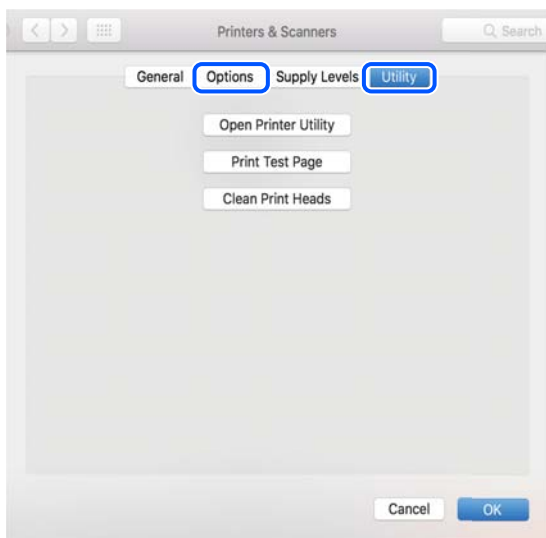 Printers & Scanners
Search
General Options Supply Levels Utility
Open Printer Utility
Print Test Page
Clean Print Heads
Cancel OK